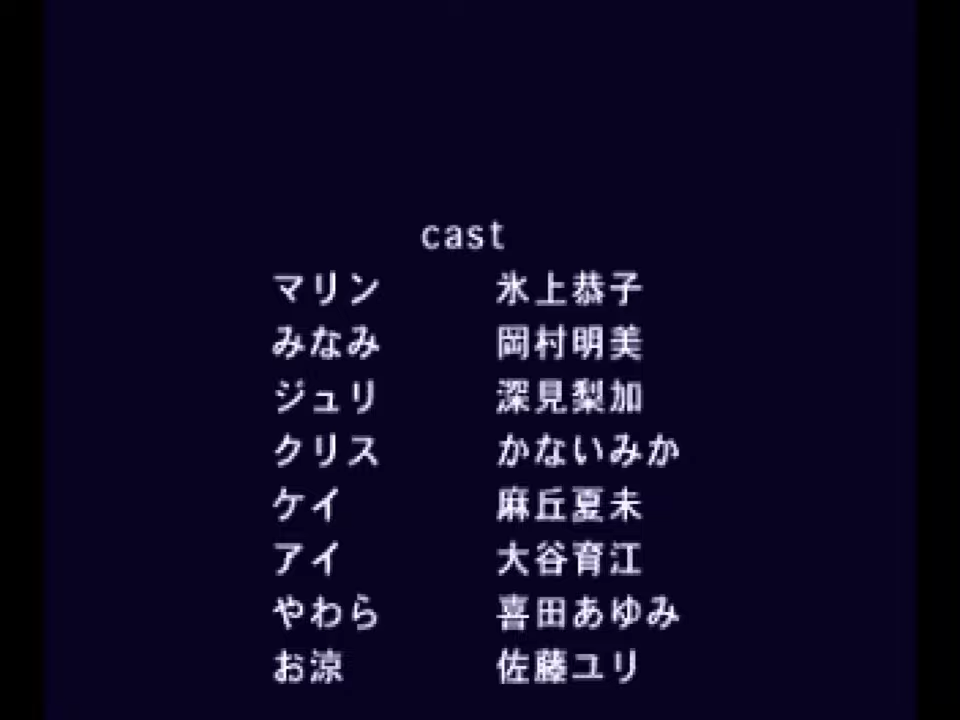 cast
マリン 氷上恭子
みなみ 岡村明美
ジュリ 深見梨加
クリス かないみか
ケイ 麻丘夏未
アイ 大谷育江
やわら 喜田あゆみ
お涼 佐藤ユリ